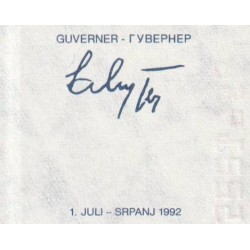 GUVERNER - ГУВЕРНЕР
1. JULI – SRPANJ 1992